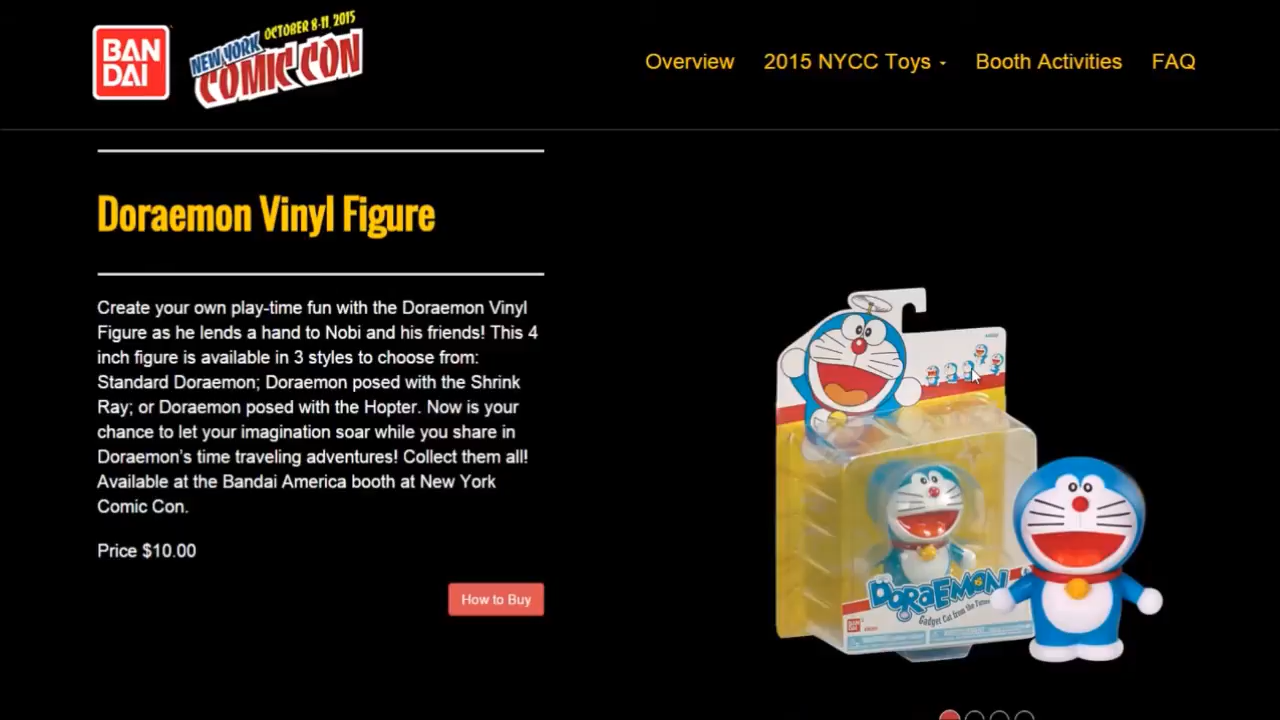 BAN
DAI
OCTOBER 8-11, 2015
NEW YORK
COMIC CON
Overview
2015 NYCC Toys
Booth Activities
FAQ
Doraemon Vinyl Figure
Create your own play-time fun with the Doraemon Vinyl
Figure as he lends a hand to Nobi and his friends! This 4
inch figure is available in 3 styles to choose from:
Standard Doraemon; Doraemon posed with the Shrink
Ray; or Doraemon posed with the Hopter. Now is your
chance to let your imagination soar while you share in
Doraemon's time traveling adventures! Collect them all!
Available at the Bandai America booth at New York
Comic Con.
Price $10.00
How to Buy
DORAEMON
Gadget Cat from the Future
BAN
DAI